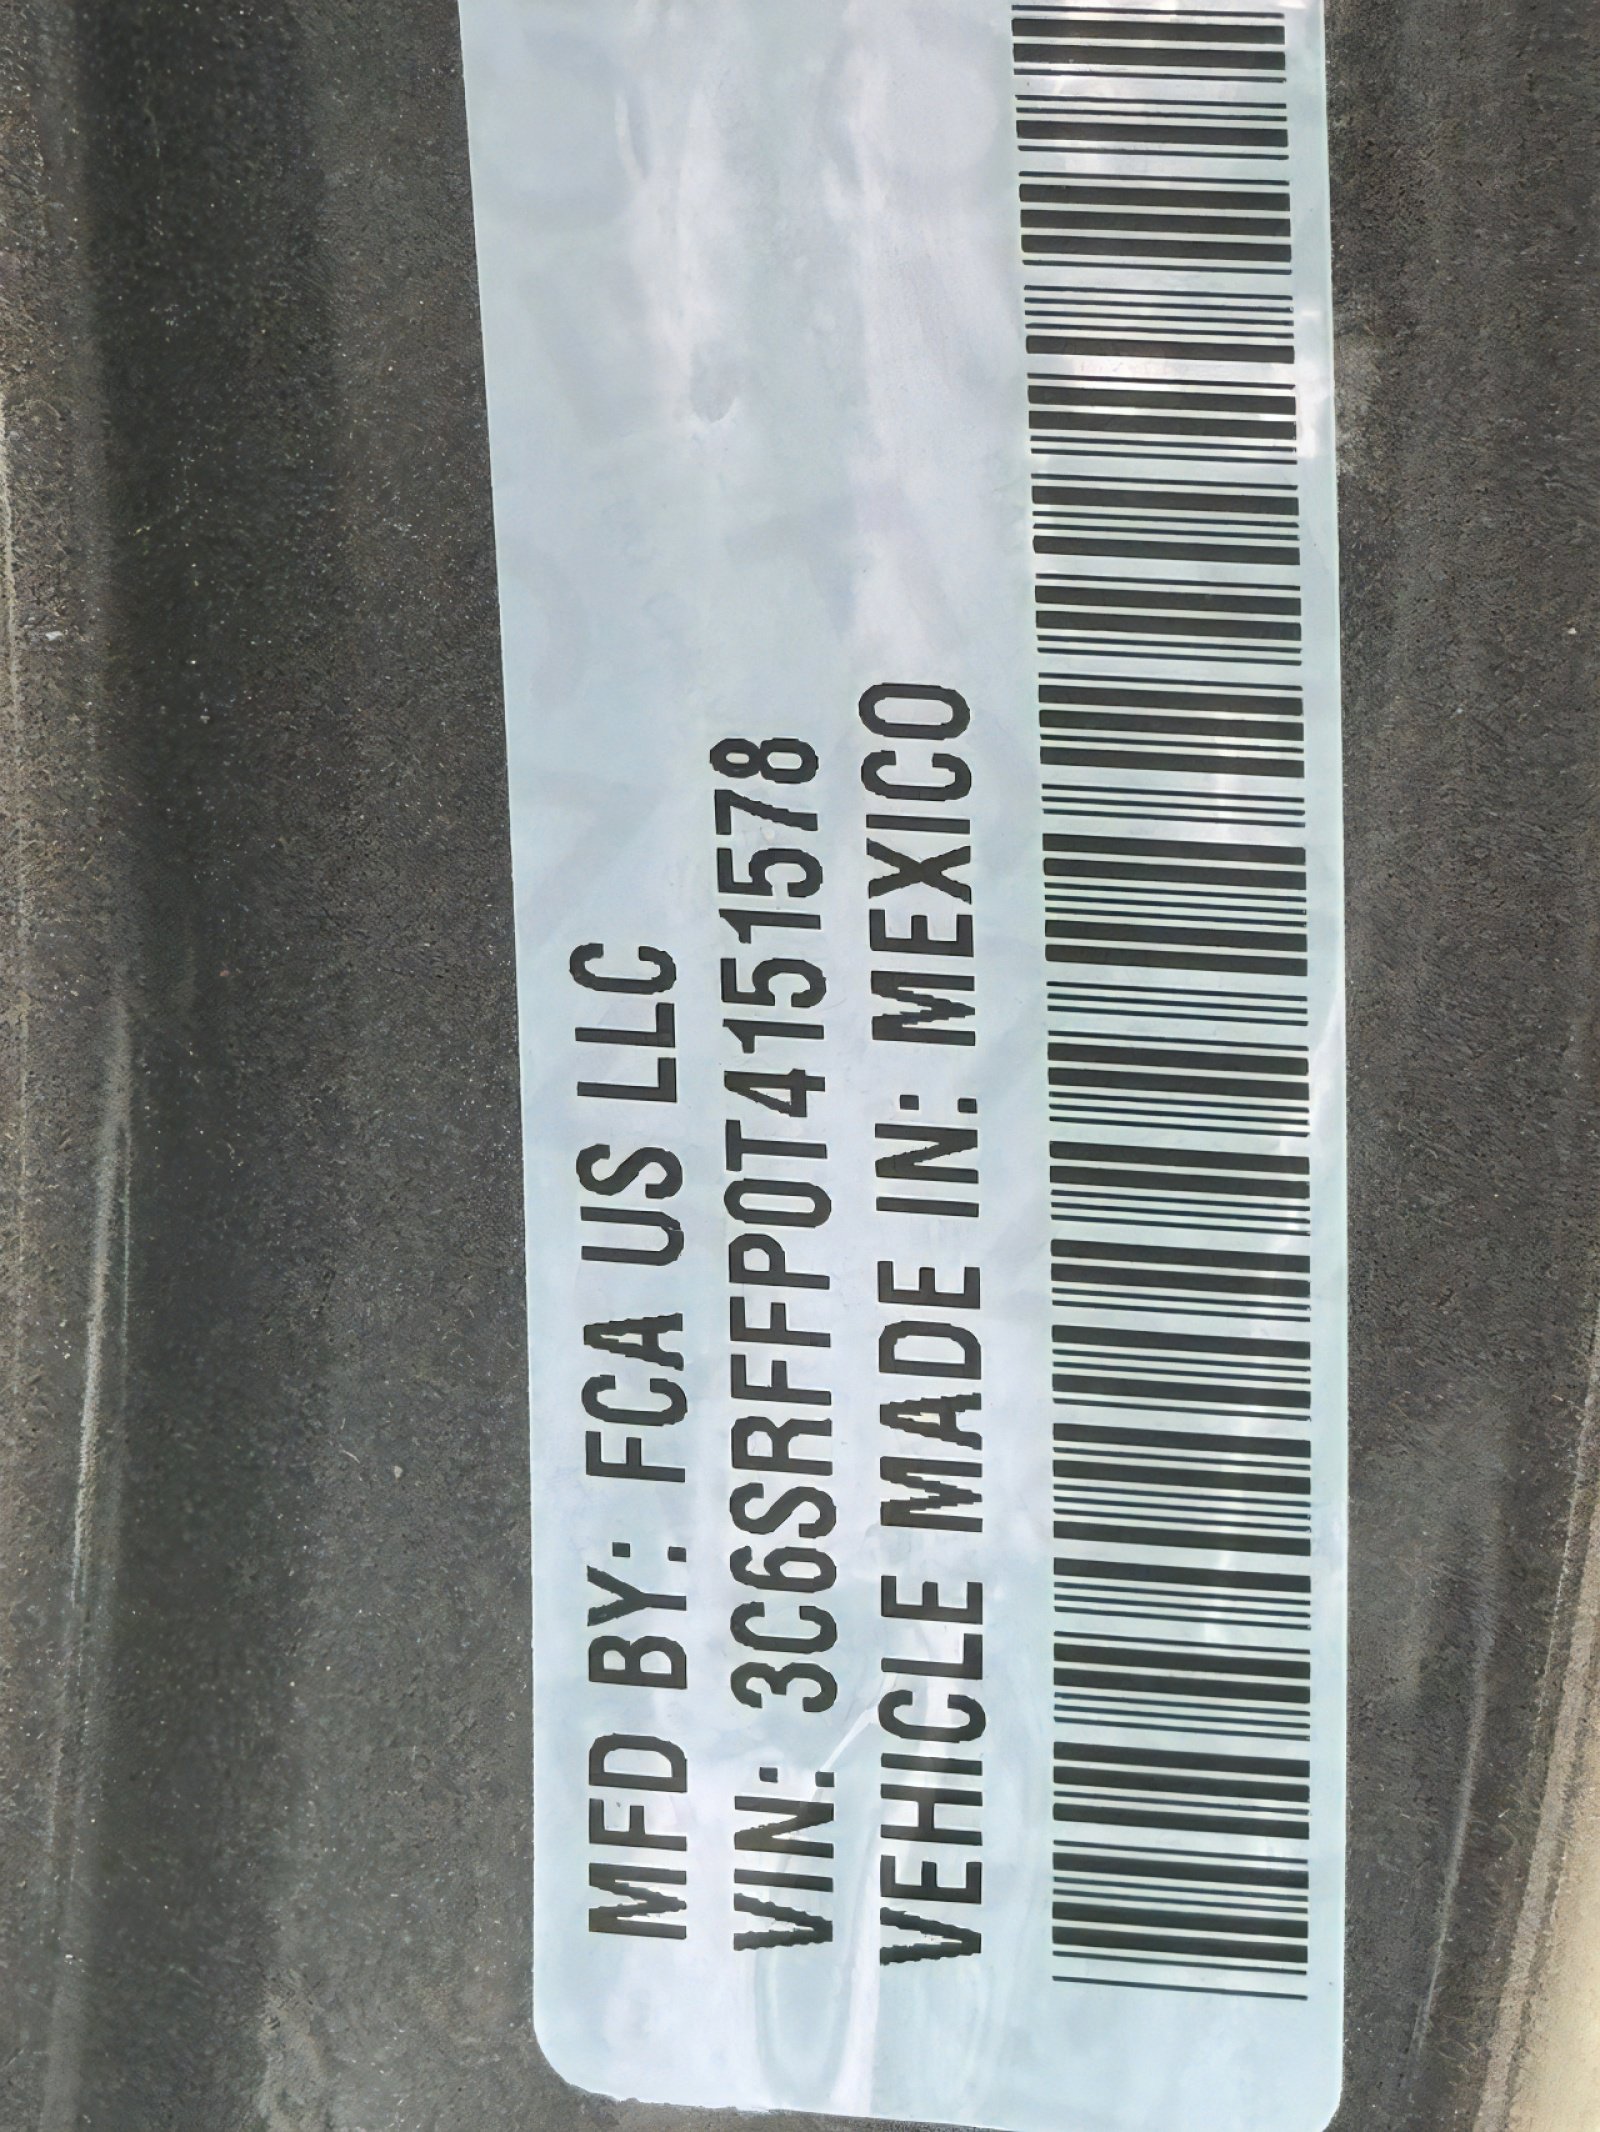 MFD BY: FCA US LLC
VIN: 3C6SRFFP0T4151578
VEHICLE MADE IN: MEXICO